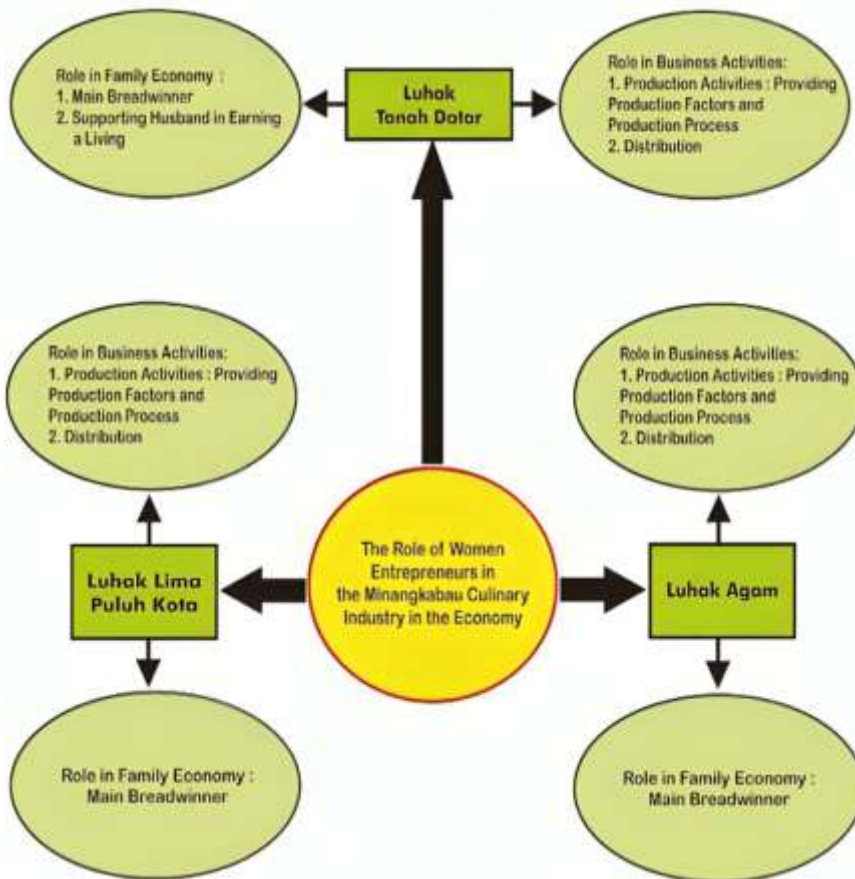 Role in Family Economy :
1. Main Breadwinner
2. Supporting Husband in Earning
a Living
Luhak
Tanah Datar
Role in Business Activities:
1. Production Activities : Providing
Production Factors and
Production Process
2. Distribution
Role in Business Activities:
1. Production Activities : Providing
Production Factors and
Production Process
2. Distribution
Role in Business Activities:
1. Production Activities : Providing
Production Factors and
Production Process
2. Distribution
Luhak Lima
Puluh Kota
The Role of Women
Entrepreneurs in
the Minangkabau Culinary
Industry in the Economy
Luhak Agam
Role in Family Economy :
Main Breadwinner
Role in Family Economy :
Main Breadwinner